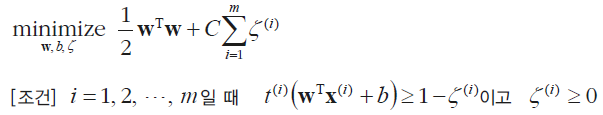 minimize 1/2 wᵀw + C∑ζ⁽ⁱ⁾
w, b, ζ i=1 m
[조건] i = 1, 2, ⋯, m일 때 t⁽ⁱ⁾(wᵀx⁽ⁱ⁾ + b) ≥ 1 − ζ⁽ⁱ⁾이고 ζ⁽ⁱ⁾ ≥ 0